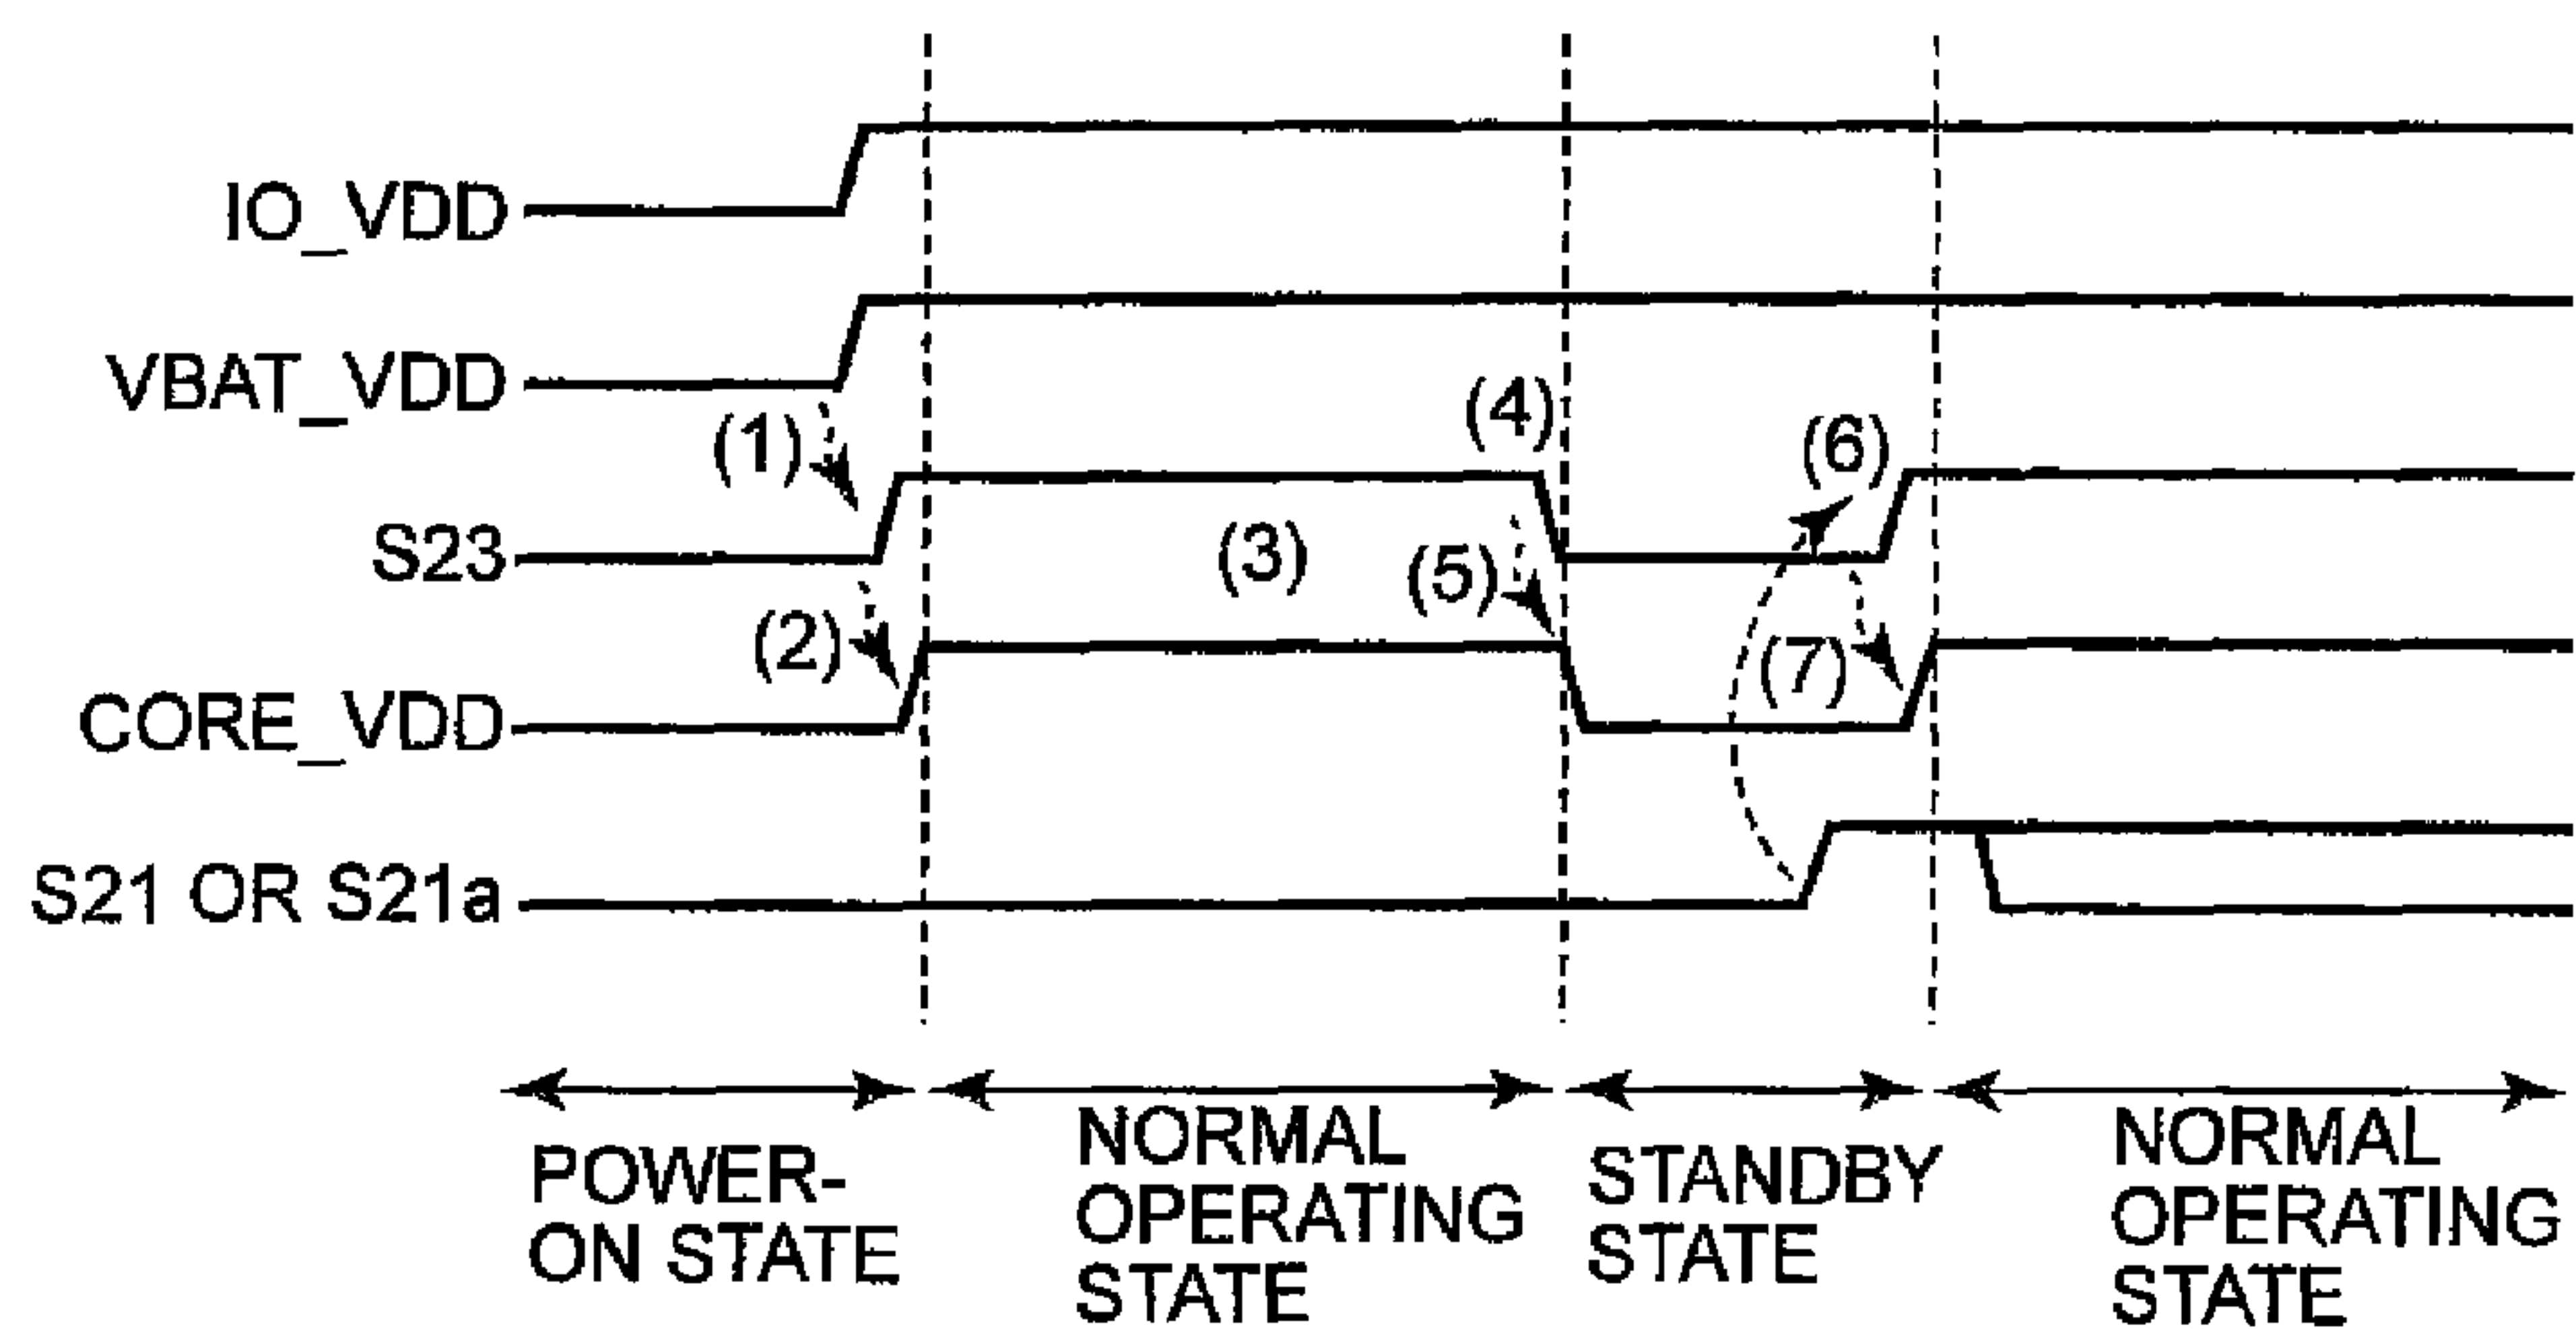 IO_VDD
VBAT_VDD
(1)
(4)
(6)
S23
(3)
(5)
(2)
(7)
CORE_VDD
S21 OR S21a
POWER-
ON STATE
NORMAL
OPERATING
STATE
STANDBY
STATE
NORMAL
OPERATING
STATE